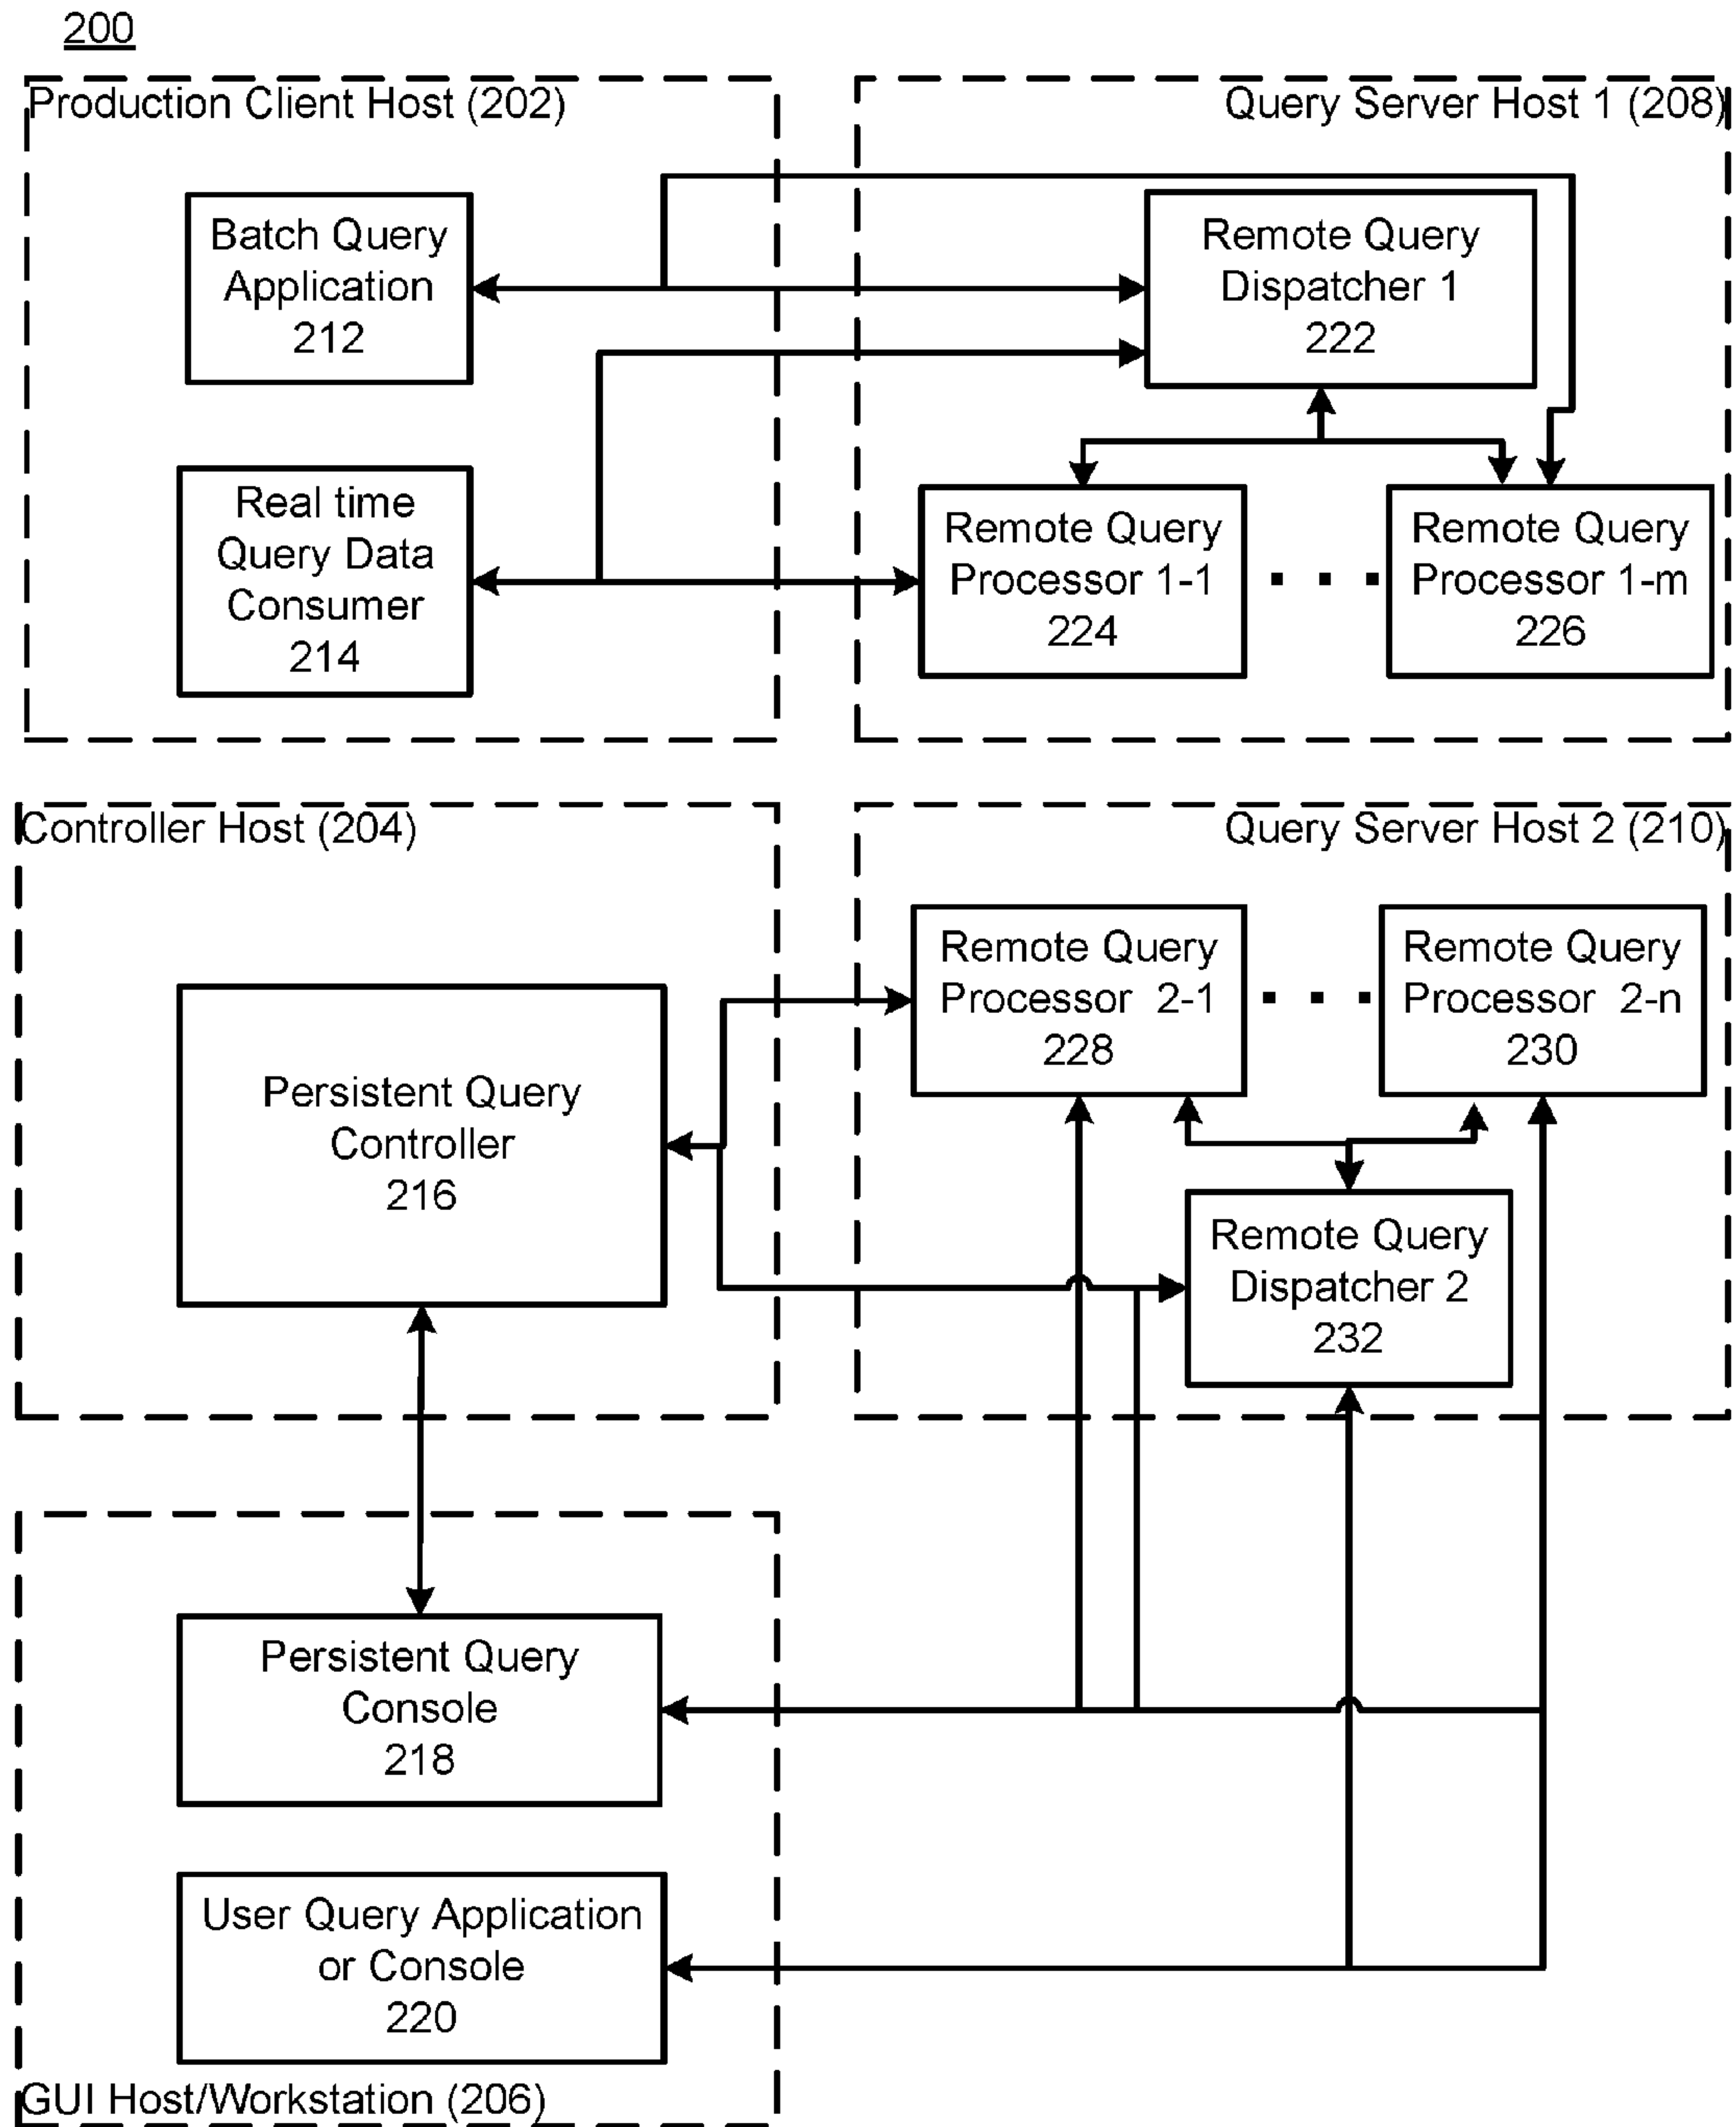 200
Production Client Host (202)
Query Server Host 1 (208)
Batch Query
Application
212
Remote Query
Dispatcher 1
222
Real time
Query Data
Consumer
214
Remote Query
Processor 1-1
224
Remote Query
Processor 1-m
226
Controller Host (204)
Query Server Host 2 (210)
Remote Query
Processor 2-1
228
Remote Query
Processor 2-n
230
Persistent Query
Controller
216
Remote Query
Dispatcher 2
232
Persistent Query
Console
218
User Query Application
or Console
220
GUI Host/Workstation (206)